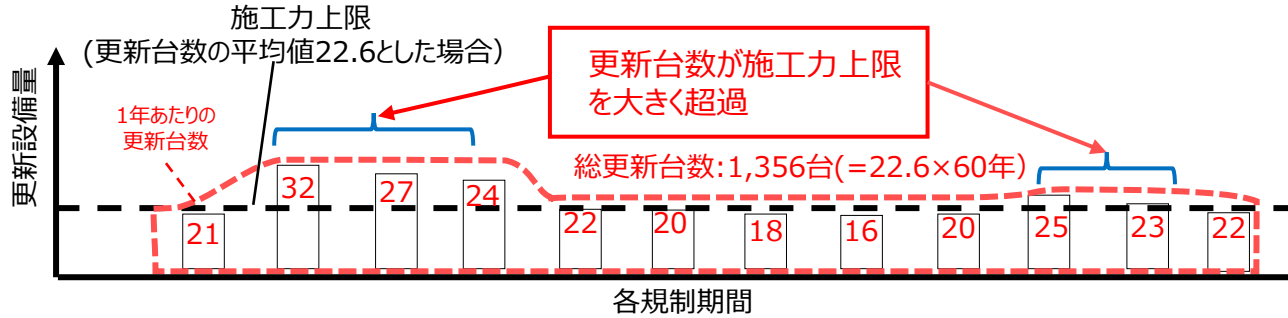 施工力上限
(更新台数の平均値22.6とした場合)
更新台数が施工力上限
を大きく超過
更新設備量
1年あたりの
更新台数
総更新台数:1,356台(=22.6×60年)
21
32
27
24
22
20
18
16
20
25
23
22
各規制期間